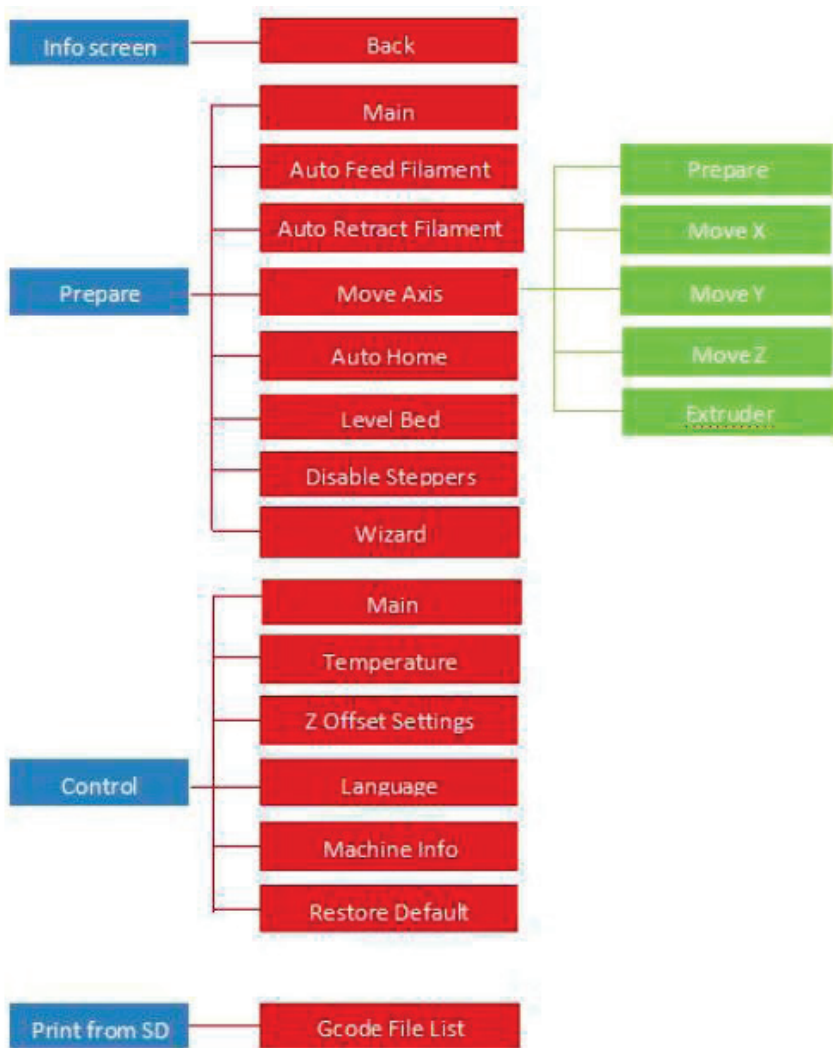 Info screen
Back
Prepare
Main
Auto Feed Filament
Auto Retract Filament
Move Axis
Prepare
Move X
Move Y
Move Z
Extruder
Auto Home
Level Bed
Disable Steppers
Wizard
Control
Main
Temperature
Z Offset Settings
Language
Machine Info
Restore Default
Print from SD
Gcode File List